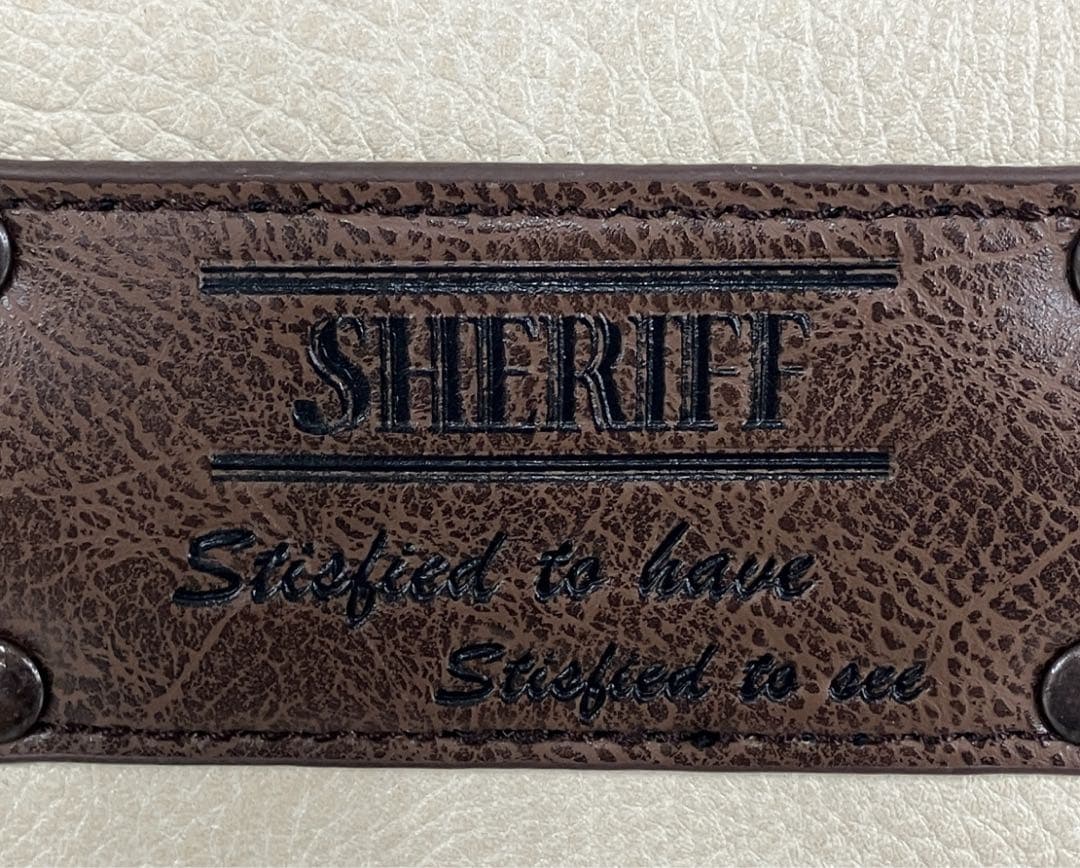 SHERIFF
Stisfied to have
Stisfied to see